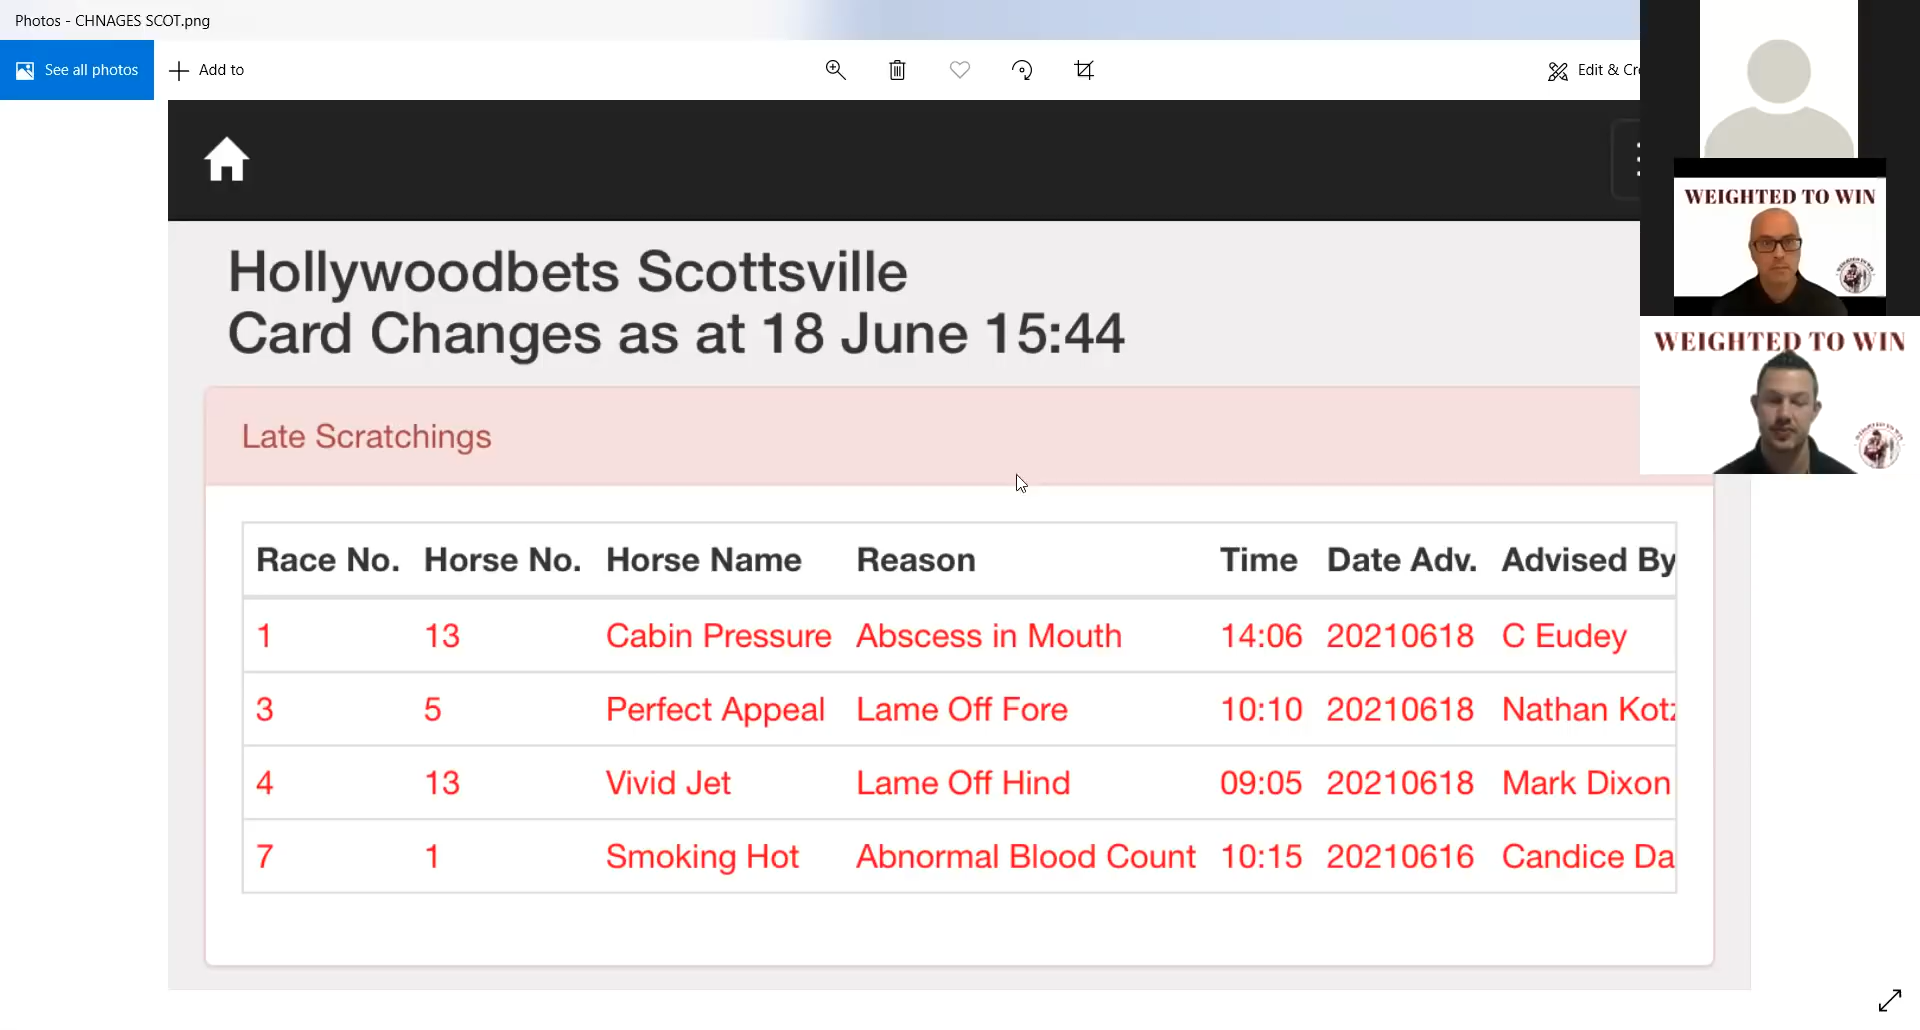 Photos - CHNAGES SCOT.png
See all photos
Add to
Edit & Cr
WEIGHTED TO WIN
WEIGHTED TO WIN
Hollywoodbets Scottsville
Card Changes as at 18 June 15:44
Late Scratchings
Race No. Horse No. Horse Name Reason Time Date Adv. Advised By
1 13 Cabin Pressure Abscess in Mouth 14:06 20210618 C Eudey
3 5 Perfect Appeal Lame Off Fore 10:10 20210618 Nathan Kotz
4 13 Vivid Jet Lame Off Hind 09:05 20210618 Mark Dixon
7 1 Smoking Hot Abnormal Blood Count 10:15 20210616 Candice Da